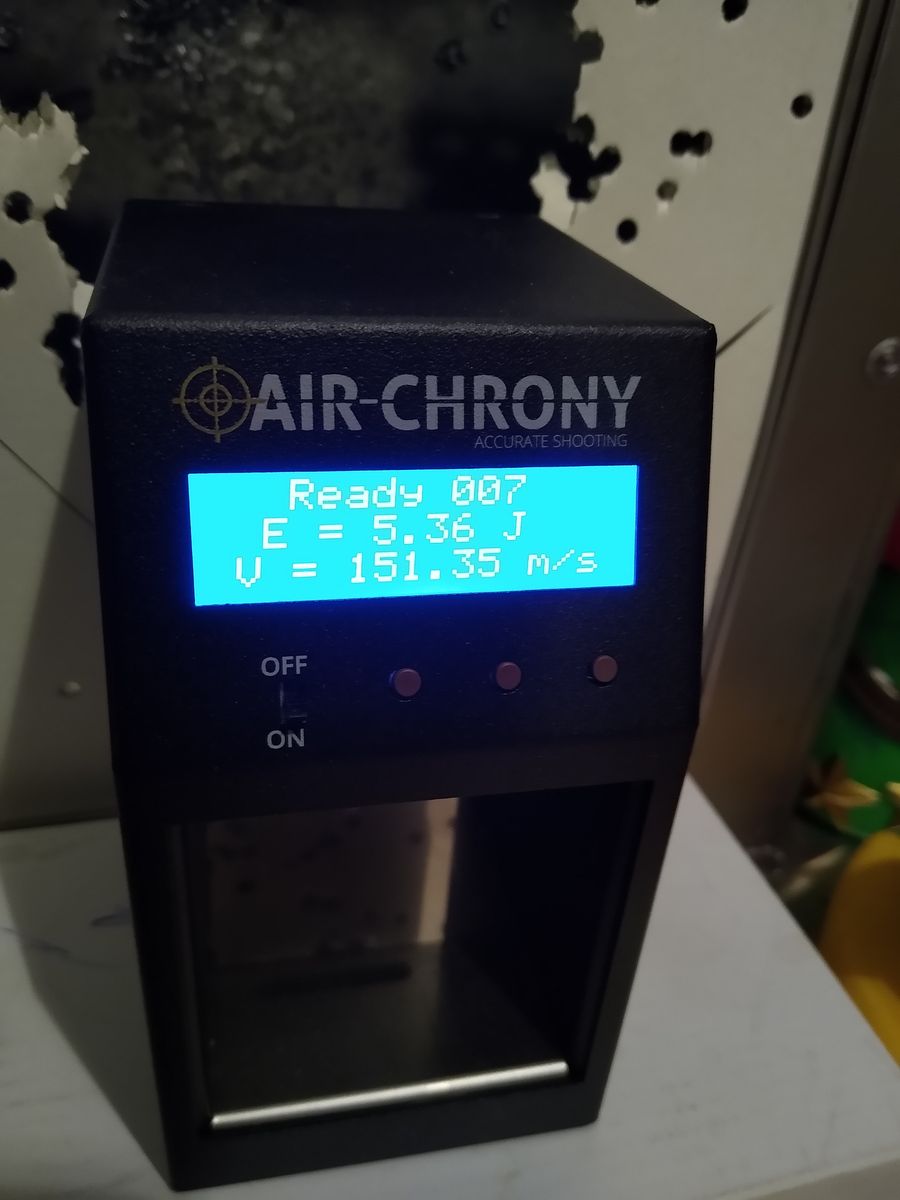 AIR-CHRONY
ACCURATE SHOOTING
Ready 007
E = 5.36 J
V = 151.35 m/s
OFF
ON